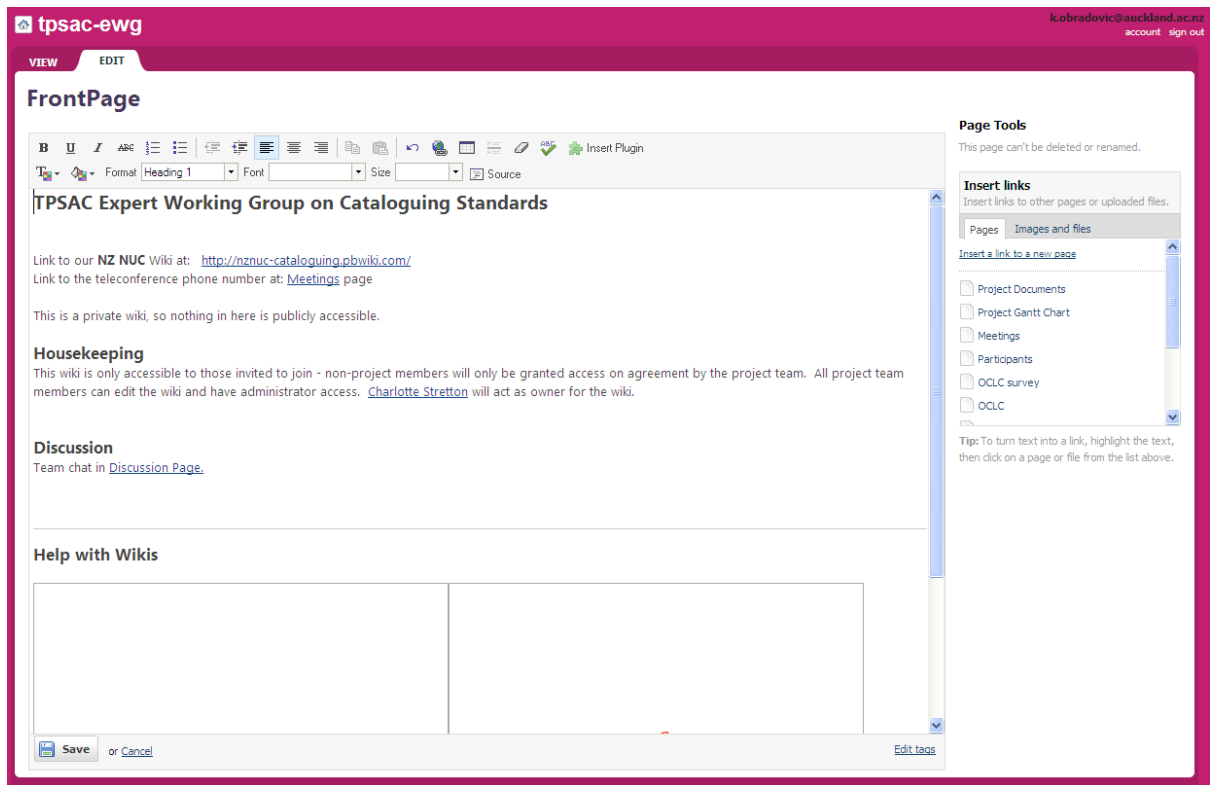 tpsac-ewg
k.obradovic@auckland.ac.nz
account sign out
VIEW EDIT
FrontPage
B U I ABC ABC Insert Plugin
T Format Heading 1 Font Size Source
TPSAC Expert Working Group on Cataloguing Standards
Link to our NZ NUC Wiki at: http://nznuc-cataloguing.pbwiki.com/
Link to the teleconference phone number at: Meetings page
This is a private wiki, so nothing in here is publicly accessible.
Housekeeping
This wiki is only accessible to those invited to join - non-project members will only be granted access on agreement by the project team. All project team
members can edit the wiki and have administrator access. Charlotte Stretton will act as owner for the wiki.
Discussion
Team chat in Discussion Page.
Help with Wikis
Save or Cancel
Edit tags
Page Tools
This page can't be deleted or renamed.
Insert links
Insert links to other pages or uploaded files.
Pages Images and files
Insert a link to a new page
Project Documents
Project Gantt Chart
Meetings
Participants
OCLC survey
OCLC
Tip: To turn text into a link, highlight the text,
then click on a page or file from the list above.